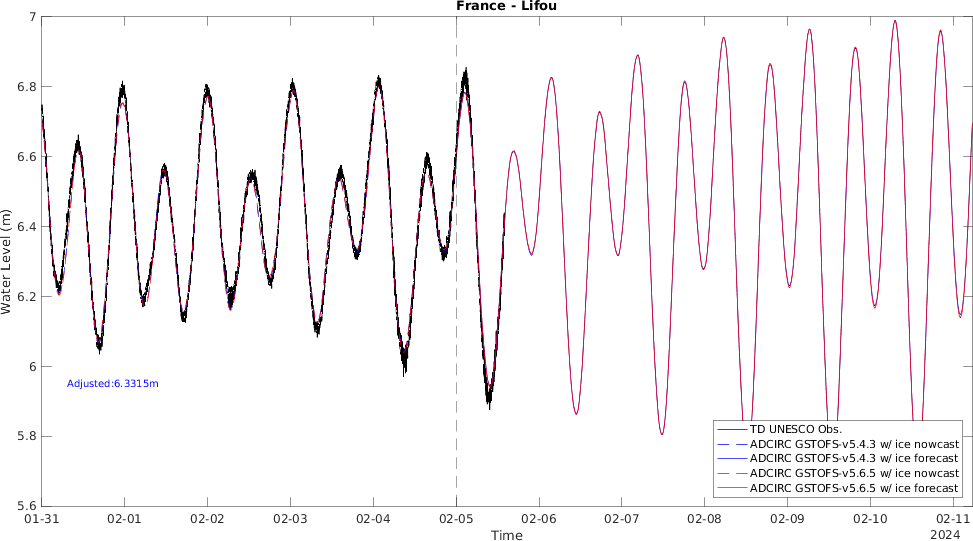 France - Lifou
7
6.8
6.6
6.4
6.2
6
5.8
5.6
Water Level (m)
Adjusted:6.3315m
TD UNESCO Obs.
ADCIRC GSTOFS-v5.4.3 w/ ice nowcast
ADCIRC GSTOFS-v5.4.3 w/ ice forecast
ADCIRC GSTOFS-v5.6.5 w/ ice nowcast
ADCIRC GSTOFS-v5.6.5 w/ ice forecast
01-31 02-01 02-02 02-03 02-04 02-05 02-06 02-07 02-08 02-09 02-10 02-11
2024
Time